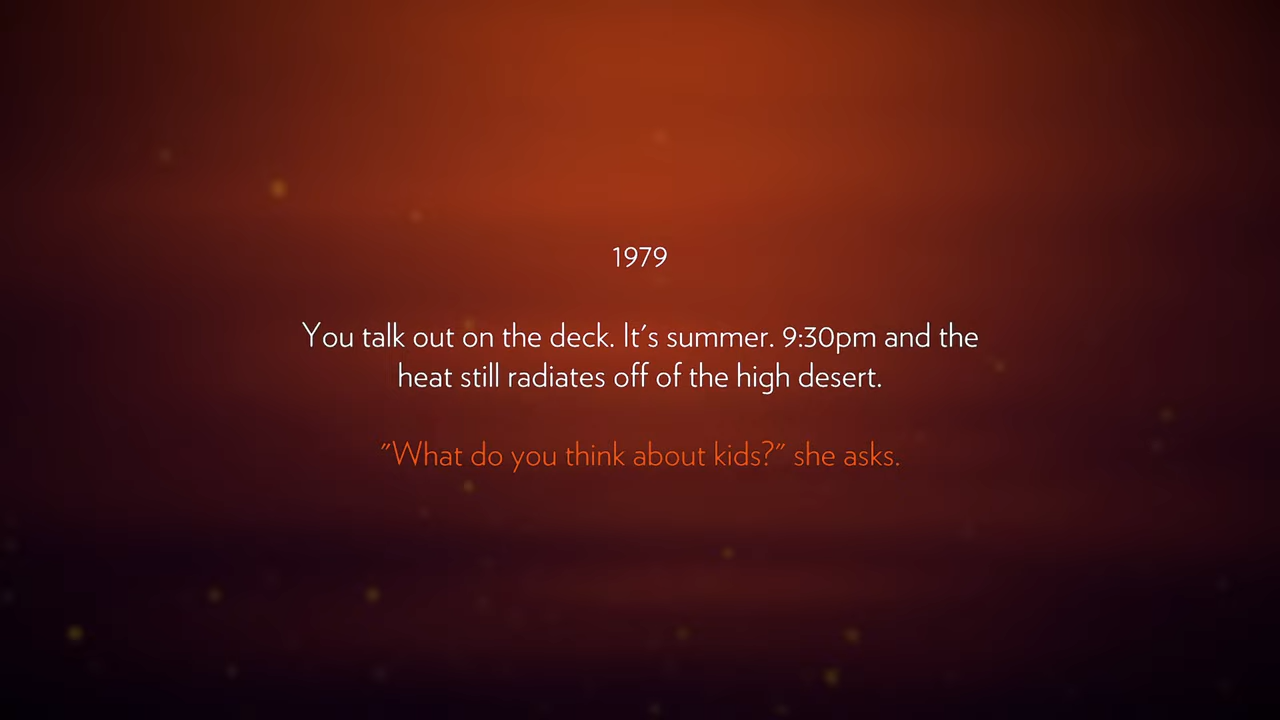 1979
You talk out on the deck. It's summer. 9:30pm and the
heat still radiates off of the high desert.
"What do you think about kids?" she asks.